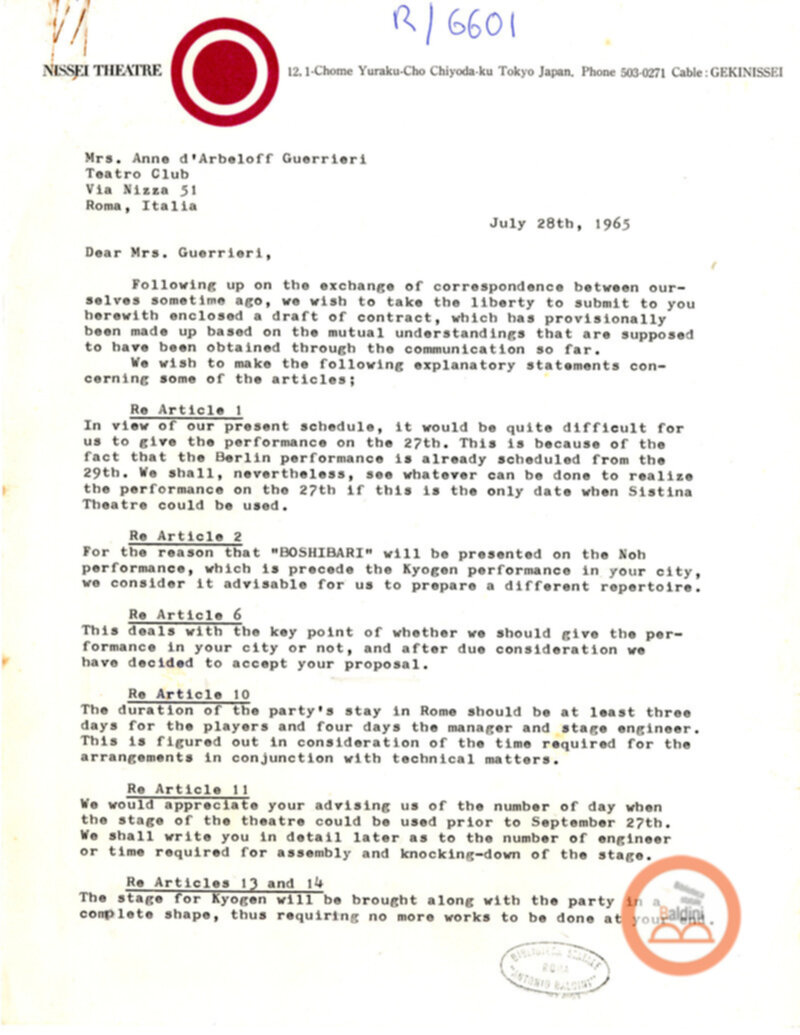 R/6601
NISSEI THEATRE
12, 1-Chome Yuraku-Cho Chiyoda-ku Tokyo Japan. Phone 503-0271 Cable: GEKINISSEI
Mrs. Anne d'Arbeloff Guerrieri
Teatro Club
Via Nizza 51
Roma, Italia
July 28th, 1965
Dear Mrs. Guerrieri,
Following up on the exchange of correspondence between our-
selves sometime ago, we wish to take the liberty to submit to you
herewith enclosed a draft of contract, which has provisionally
been made up based on the mutual understandings that are supposed
to have been obtained through the communication so far.
We wish to make the following explanatory statements con-
cerning some of the articles;
Re Article 1
In view of our present schedule, it would be quite difficult for
us to give the performance on the 27th. This is because of the
fact that the Berlin performance is already scheduled from the
29th. We shall, nevertheless, see whatever can be done to realize
the performance on the 27th if this is the only date when Sistina
Theatre could be used.
Re Article 2
For the reason that "BOSHIBARI" will be presented on the Noh
performance, which is precede the Kyogen performance in your city,
we consider it advisable for us to prepare a different repertoire.
Re Article 6
This deals with the key point of whether we should give the per-
formance in your city or not, and after due consideration we
have decided to accept your proposal.
Re Article 10
The duration of the party's stay in Rome should be at least three
days for the players and four days the manager and stage engineer.
This is figured out in consideration of the time required for the
arrangements in conjunction with technical matters.
Re Article 11
We would appreciate your advising us of the number of day when
the stage of the theatre could be used prior to September 27th.
We shall write you in detail later as to the number of engineer
or time required for assembly and knocking-down of the stage.
Re Articles 13 and 14
The stage for Kyogen will be brought along with the party in a
complete shape, thus requiring no more works to be done at your end.
Biblioteca
statale
Baldini
BIBLIOTECA STATALE
ROMA
"ANTONIO BALDINI"